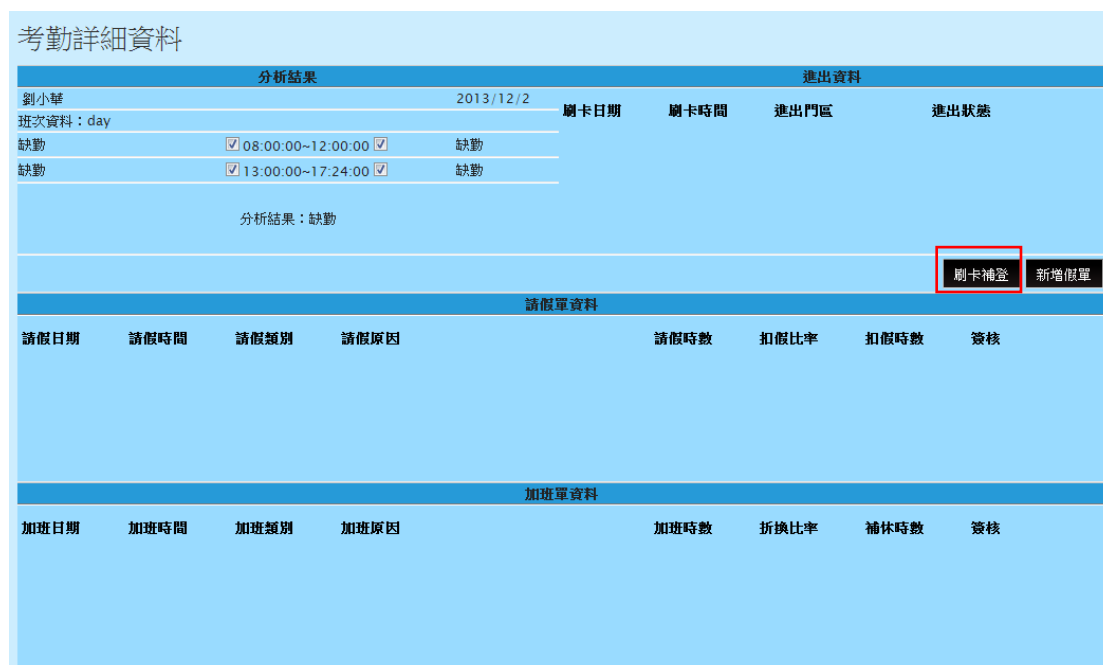 考勤詳細資料
分析結果
劉小華 2013/12/2
班次資料：day
缺勤 08:00:00~12:00:00 缺勤
缺勤 13:00:00~17:24:00 缺勤
分析結果：缺勤
進出資料
刷卡日期 刷卡時間 進出門區 進出狀態
刷卡補登 新增假單
請假單資料
請假日期 請假時間 請假類別 請假原因 請假時數 扣假比率 扣假時數 簽核
加班單資料
加班日期 加班時間 加班類別 加班原因 加班時數 折換比率 補休時數 簽核